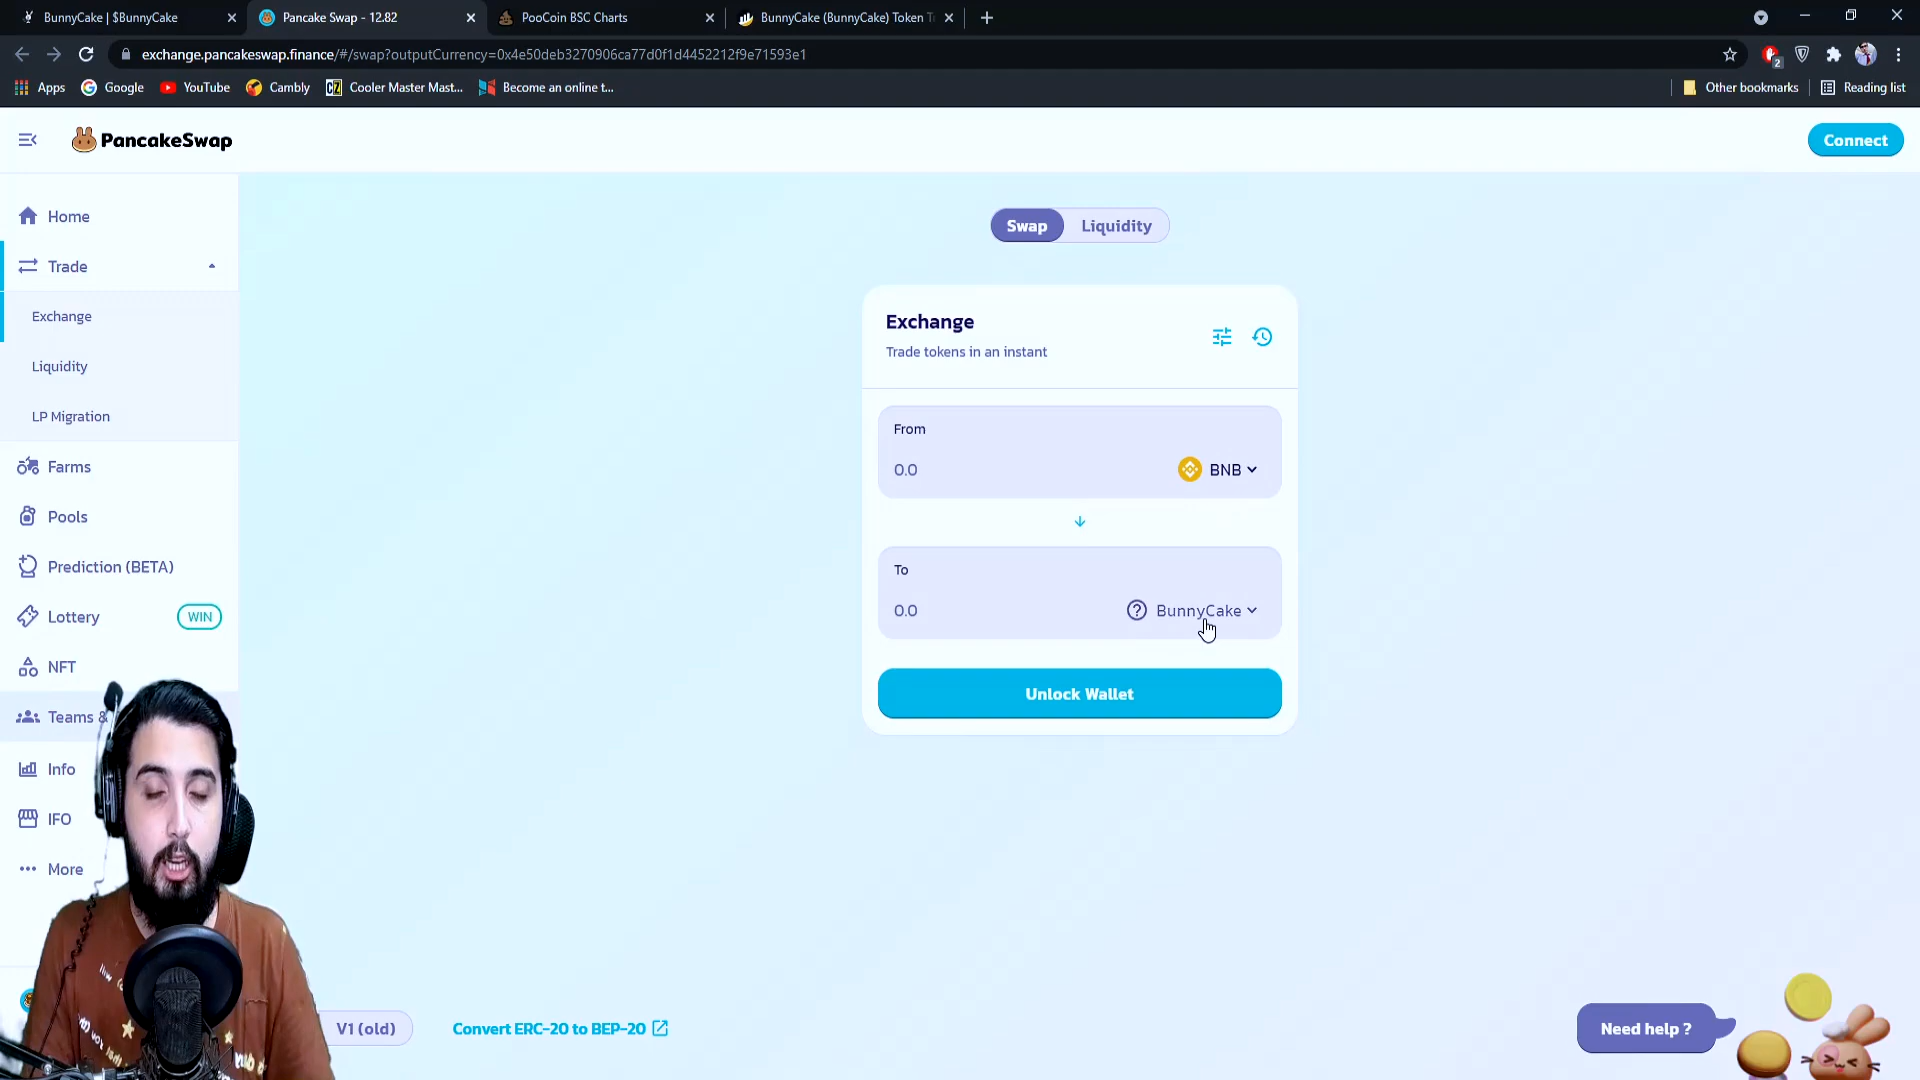 BunnyCake | $BunnyCake
Pancake Swap - 12.82
PooCoin BSC Charts
BunnyCake (BunnyCake) Token T
exchange.pancakeswap.finance/#/swap?outputCurrency=0x4e50deb3270906ca77d0f1d4452212f9e71593e1
2
Apps
Google
YouTube
Cambly
CZ
Cooler Master Mast...
Become an online t...
Other bookmarks
Reading list
PancakeSwap
Connect
Home
Trade
Exchange
Liquidity
LP Migration
Farms
Pools
Prediction (BETA)
Lottery
WIN
NFT
Teams &
Info
IFO
More
Swap
Liquidity
Exchange
Trade tokens in an instant
From
0.0
BNB
To
0.0
BunnyCake
Unlock Wallet
V1 (old)
Convert ERC-20 to BEP-20
Need help ?